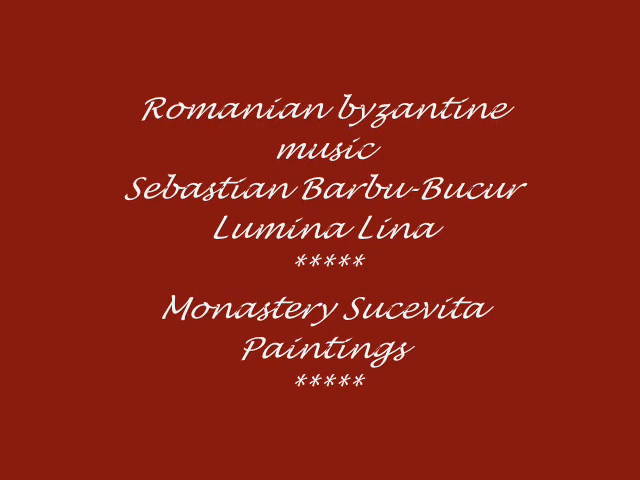 Romanian byzantine
music
Sebastian Barbu-Bucur
Lumina Lina
*****
Monastery Sucevita
Paintings
*****